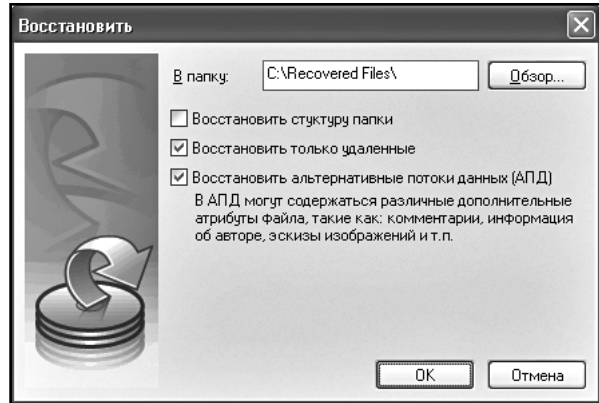 Восстановить
В папку: C:\Recovered Files\ Обзор...
Восстановить стуктуру папки
Восстановить только удаленные
Восстановить альтернативные потоки данных (АПД)
В АПД могут содержаться различные дополнительные
атрибуты файла, такие как: комментарии, информация
об авторе, эскизы изображений и т.п.
OK Отмена